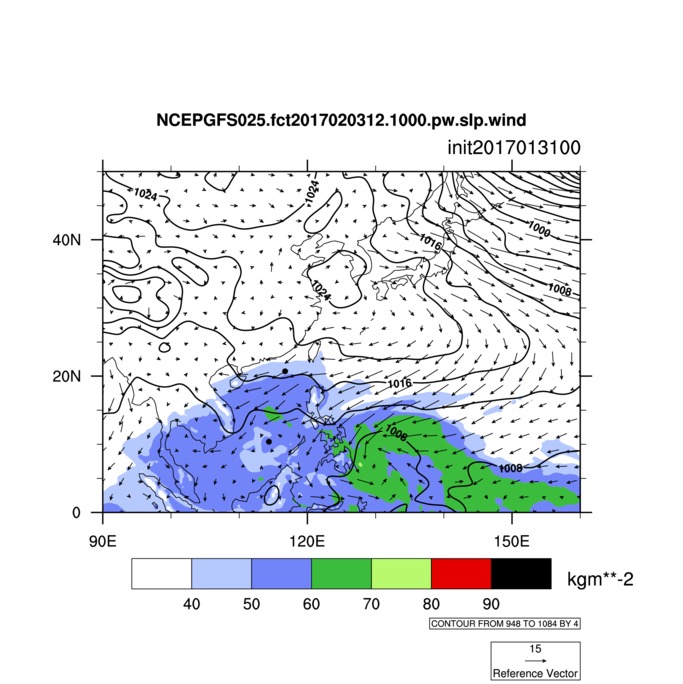 NCEPGFS025.fct2017020312.1000.pw.slp.wind
init2017013100
1024
1024
1000
40N
1016
1008
1024
20N
1016
1008
1008
0
90E 120E 150E
kgm**-2
40 50 60 70 80 90
CONTOUR FROM 948 TO 1084 BY 4
15
Reference Vector